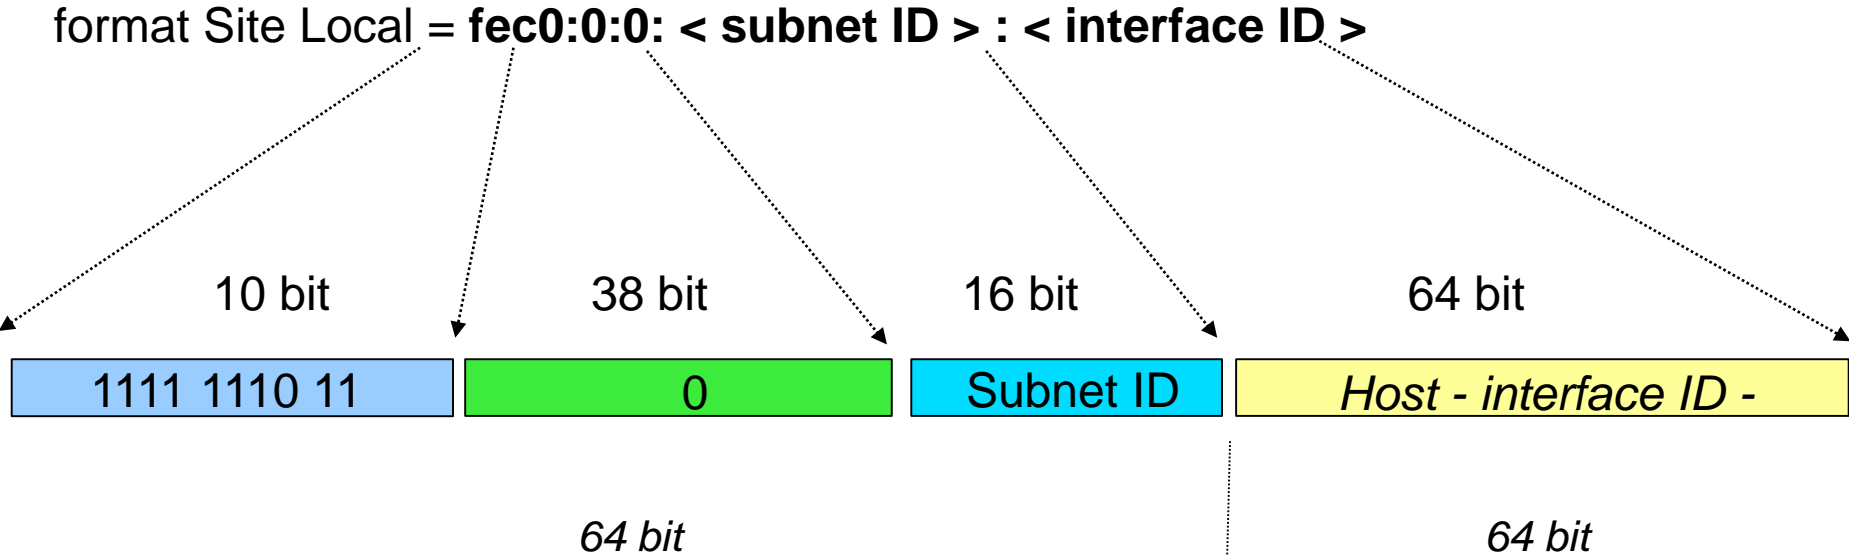 format Site Local = fec0:0:0: < subnet ID > : < interface ID >
10 bit 38 bit 16 bit 64 bit
1111 1110 11 0 Subnet ID Host - interface ID -
64 bit 64 bit